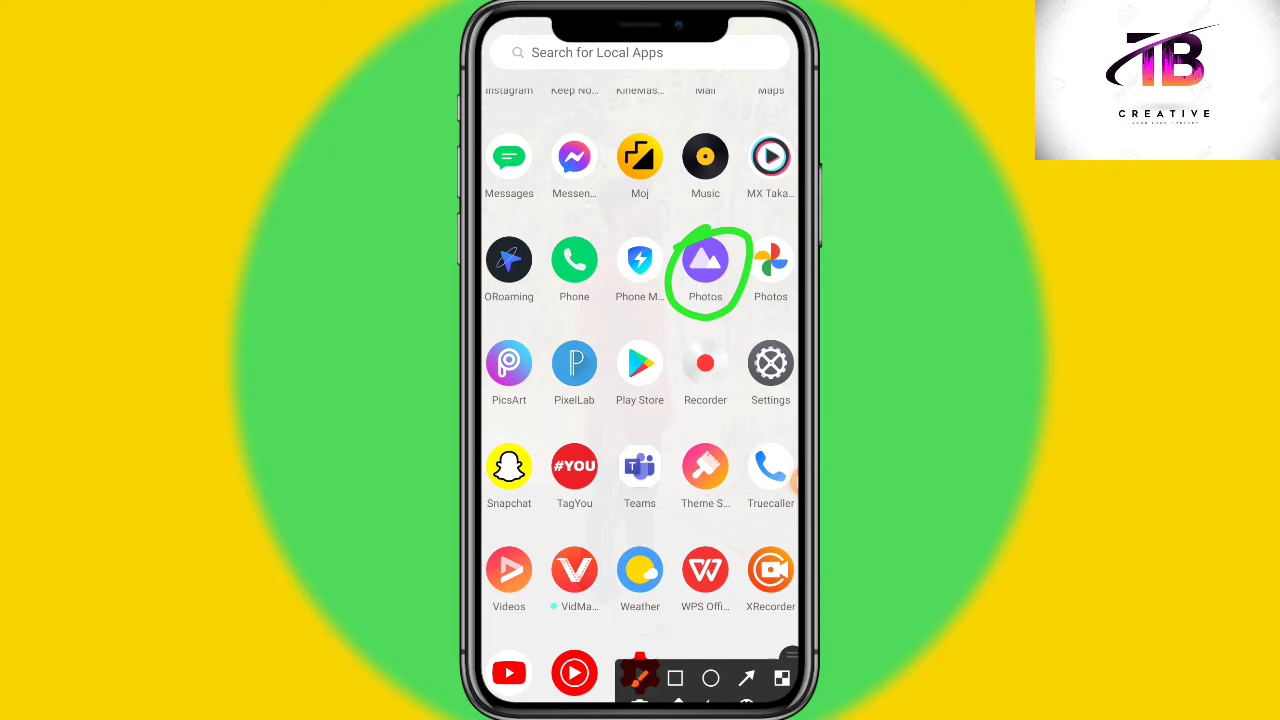 Search for Local Apps
Instagram Keep No... KineMas... Mail Maps
Messages Messen... Moj Music MX Taka...
ORoaming Phone Phone M... Photos Photos
PicsArt PixelLab Play Store Recorder Settings
#YOU
Snapchat TagYou Teams Theme S... Truecaller
Videos VidMa... Weather WPS Offi... XRecorder
TB
CREATIVE